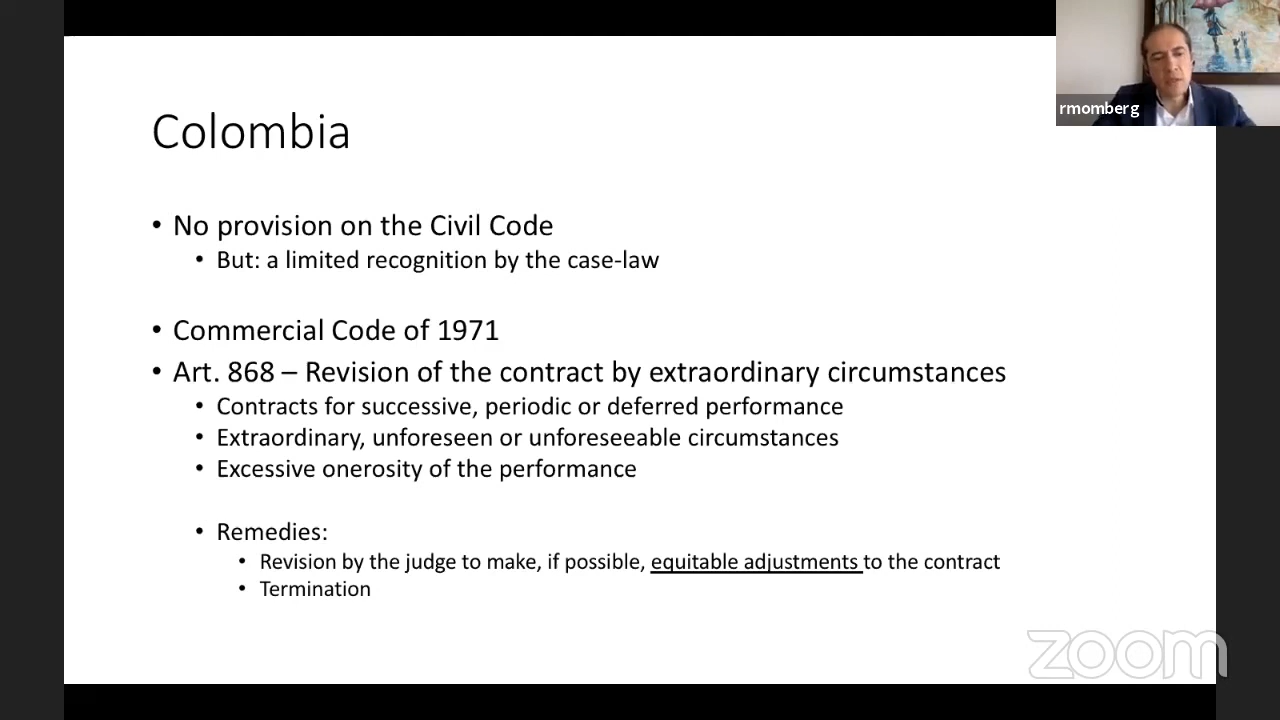 rmomberg
Colombia
• No provision on the Civil Code
• But: a limited recognition by the case-law
• Commercial Code of 1971
• Art. 868 – Revision of the contract by extraordinary circumstances
• Contracts for successive, periodic or deferred performance
• Extraordinary, unforeseen or unforeseeable circumstances
• Excessive onerosity of the performance
• Remedies:
• Revision by the judge to make, if possible, equitable adjustments to the contract
• Termination
zoom